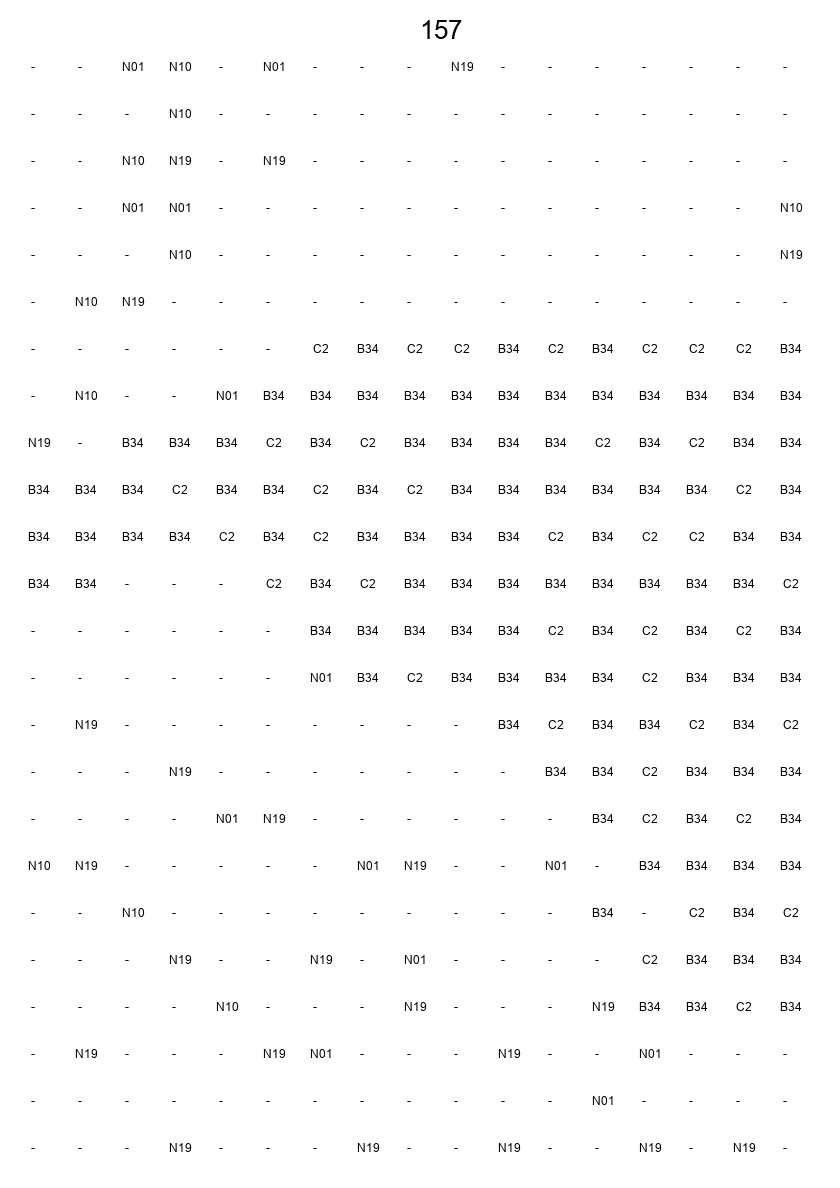 157
- - N01 N10 - N01 - - - N19 - - - - - - -
- - - N10 - - - - - - - - - - - - -
- - N10 N19 - N19 - - - - - - - - - - -
- - N01 N01 - - - - - - - - - - - - N10
- - - N10 - - - - - - - - - - - - N19
- N10 N19 - - - - - - - - - - - - - -
- - - - - - C2 B34 C2 C2 B34 C2 B34 C2 C2 C2 B34
- N10 - - N01 B34 B34 B34 B34 B34 B34 B34 B34 B34 B34 B34 B34
N19 - B34 B34 B34 C2 B34 C2 B34 B34 B34 B34 C2 B34 C2 B34 B34
B34 B34 B34 C2 B34 B34 C2 B34 C2 B34 B34 B34 B34 B34 B34 C2 B34
B34 B34 B34 B34 C2 B34 C2 B34 B34 B34 B34 C2 B34 C2 C2 B34 B34
B34 B34 - - - C2 B34 C2 B34 B34 B34 B34 B34 B34 B34 B34 C2
- - - - - - B34 B34 B34 B34 B34 C2 B34 C2 B34 C2 B34
- - - - - - N01 B34 C2 B34 B34 B34 B34 C2 B34 B34 B34
- N19 - - - - - - - - B34 C2 B34 B34 C2 B34 C2
- - - N19 - - - - - - - B34 B34 C2 B34 B34 B34
- - - - N01 N19 - - - - - - B34 C2 B34 C2 B34
N10 N19 - - - - - N01 N19 - - N01 - B34 B34 B34 B34
- - N10 - - - - - - - - - B34 - C2 B34 C2
- - - N19 - - N19 - N01 - - - - C2 B34 B34 B34
- - - - N10 - - - N19 - - - N19 B34 B34 C2 B34
- N19 - - - N19 N01 - - - N19 - - N01 - - -
- - - - - - - - - - - - N01 - - - -
- - - N19 - - - N19 - - N19 - - N19 - N19 -